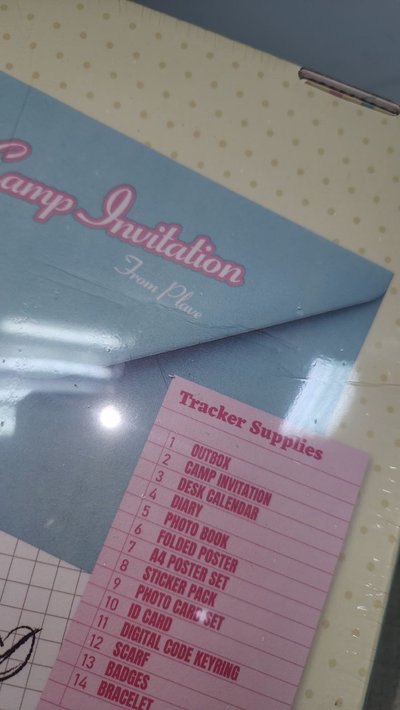 Camp Invitation
From Plave
Tracker Supplies
1 OUTBOX
2 CAMP INVITATION
3 DESK CALENDAR
4 DIARY
5 PHOTO BOOK
6 FOLDED POSTER
7 A4 POSTER SET
8 STICKER PACK
9 PHOTO CARD SET
10 ID CARD
11 DIGITAL CODE KEYRING
12 SCARF
13 BADGES
14 BRACELET